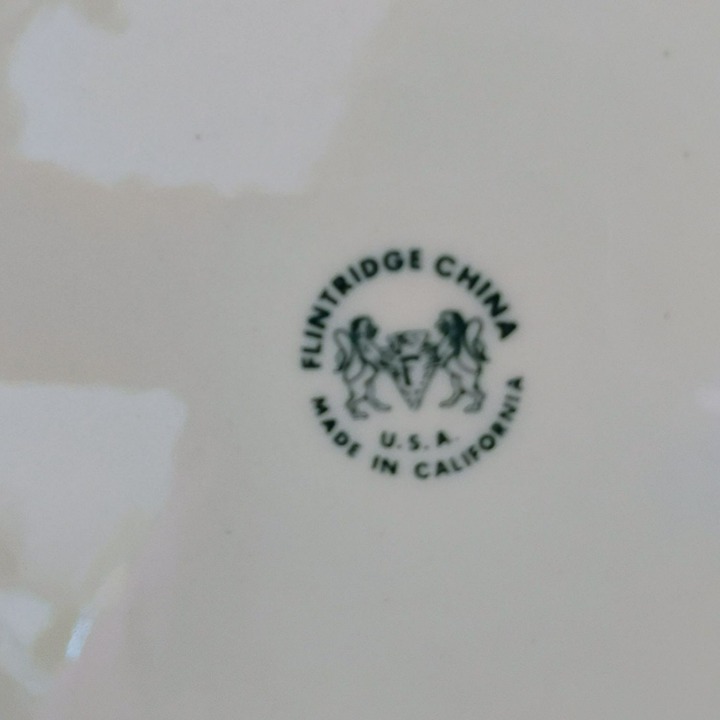 FLINTRIDGE CHINA
F
U.S.A.
MADE IN CALIFORNIA